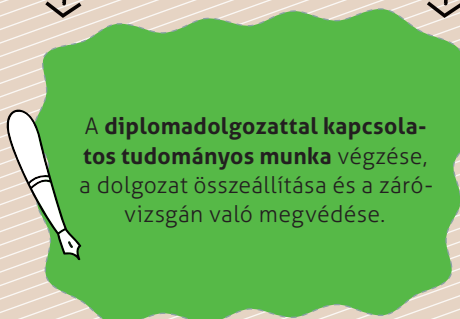 A diplomadolgozattal kapcsola-
tos tudományos munka végzése,
a dolgozat összeállítása és a záró-
vizsgán való megvédése.